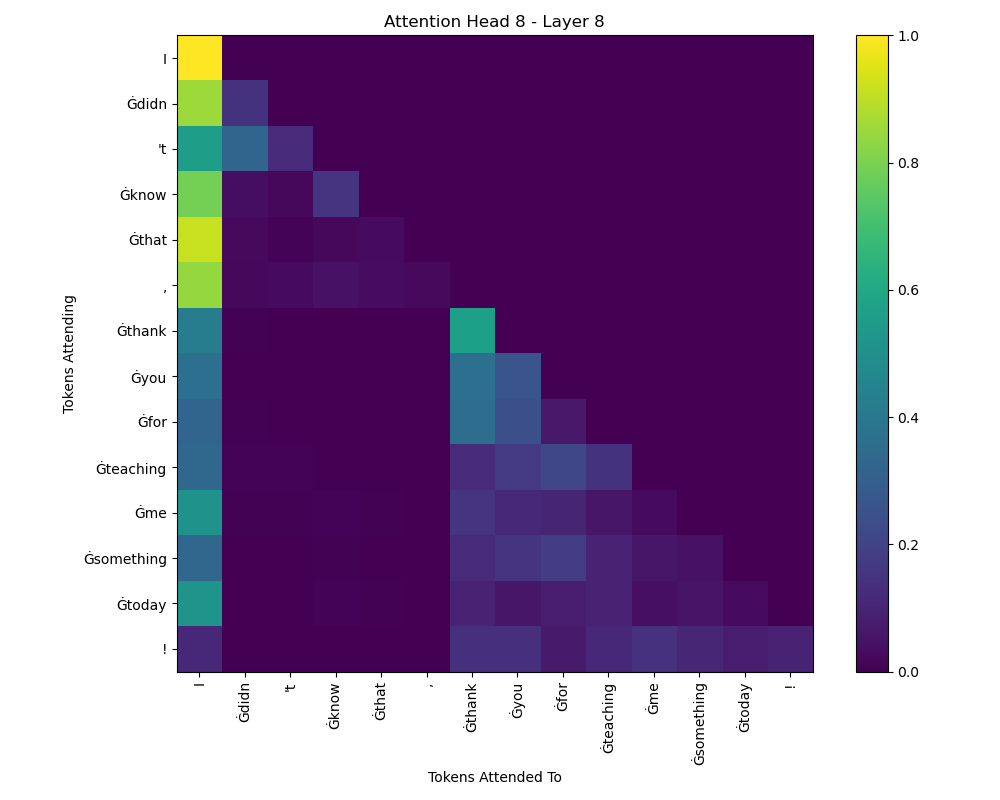 Attention Head 8 - Layer 8
I
Ġdidn
't
Ġknow
Ġthat
,
Ġthank
Ġyou
Ġfor
Ġteaching
Ġme
Ġsomething
Ġtoday
!
Tokens Attending
I
Ġdidn
't
Ġknow
Ġthat
,
Ġthank
Ġyou
Ġfor
Ġteaching
Ġme
Ġsomething
Ġtoday
!
Tokens Attended To
1.0
0.8
0.6
0.4
0.2
0.0